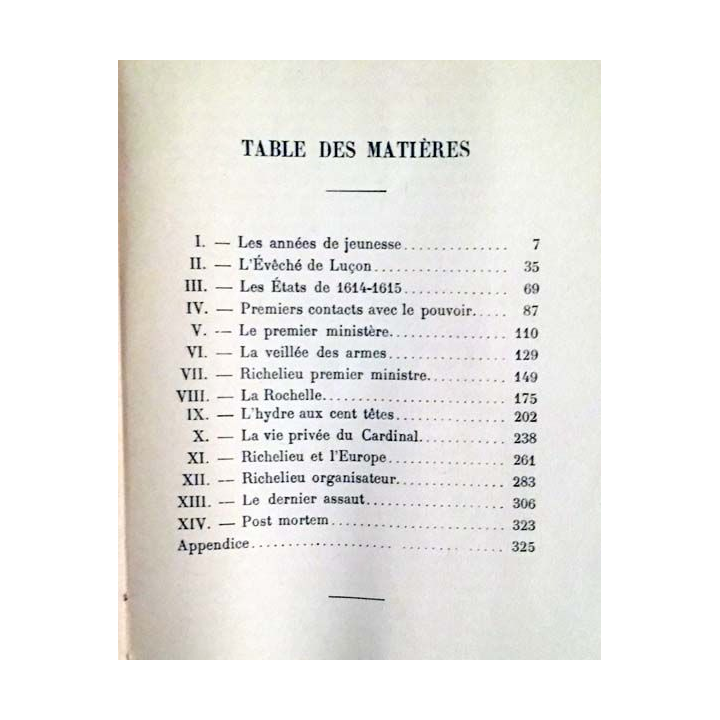 TABLE DES MATIÈRES
I. — Les années de jeunesse.............. 7
II. — L'Évêché de Luçon.................. 35
III. — Les États de 1614-1615.............. 69
IV. — Premiers contacts avec le pouvoir..... 87
V. — Le premier ministère................ 110
VI. — La veillée des armes................ 129
VII. — Richelieu premier ministre........... 149
VIII. — La Rochelle......................... 175
IX. — L'hydre aux cent têtes............... 202
X. — La vie privée du Cardinal............ 238
XI. — Richelieu et l'Europe................ 261
XII. — Richelieu organisateur............... 283
XIII. — Le dernier assaut................... 306
XIV. — Post mortem........................ 323
Appendice................................. 325